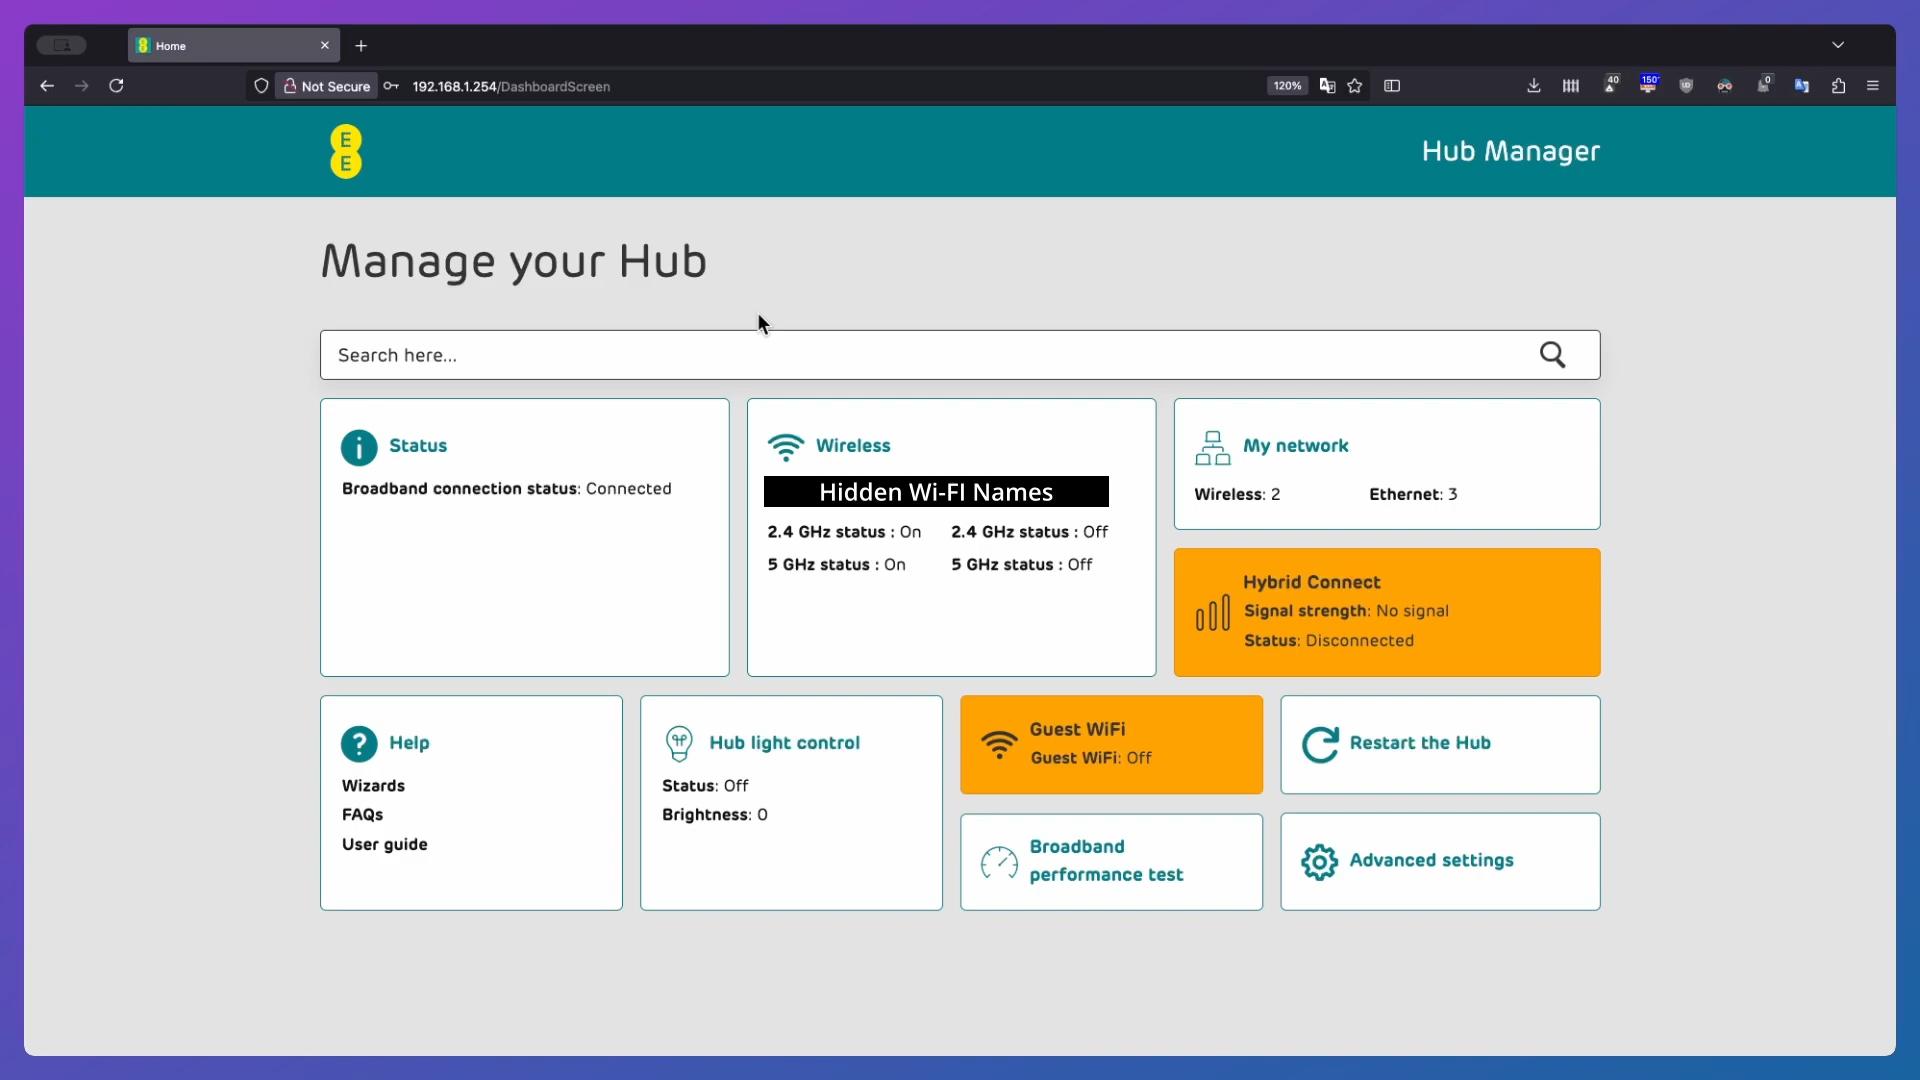 Home
Not Secure
192.168.1.254/DashboardScreen
120%
40
150
0
E
E
Hub Manager
Manage your Hub
Search here...
Status
Broadband connection status: Connected
Wireless
Hidden Wi-FI Names
2.4 GHz status : On
2.4 GHz status : Off
5 GHz status : On
5 GHz status : Off
My network
Wireless: 2
Ethernet: 3
Hybrid Connect
Signal strength: No signal
Status: Disconnected
Help
Wizards
FAQs
User guide
Hub light control
Status: Off
Brightness: 0
Guest WiFi
Guest WiFi: Off
Broadband
performance test
Restart the Hub
Advanced settings